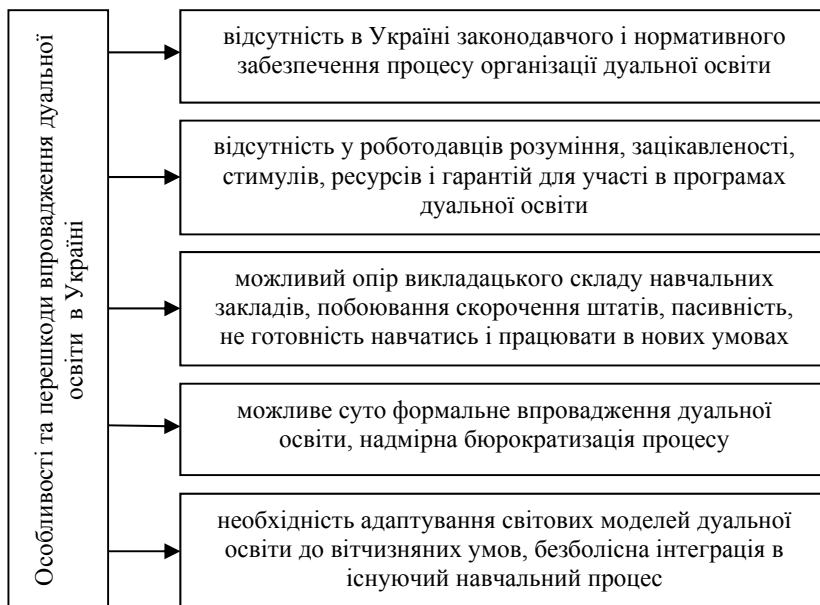 Особливості та перешкоди впровадження дуальної
освіти в Україні
відсутність в Україні законодавчого і нормативного
забезпечення процесу організації дуальної освіти
відсутність у роботодавців розуміння, зацікавленості,
стимулів, ресурсів і гарантій для участі в програмах
дуальної освіти
можливий опір викладацького складу навчальних
закладів, побоювання скорочення штатів, пасивність,
не готовність навчатись і працювати в нових умовах
можливе суто формальне впровадження дуальної
освіти, надмірна бюрократизація процесу
необхідність адаптування світових моделей дуальної
освіти до вітчизняних умов, безболісна інтеграція в
існуючий навчальний процес